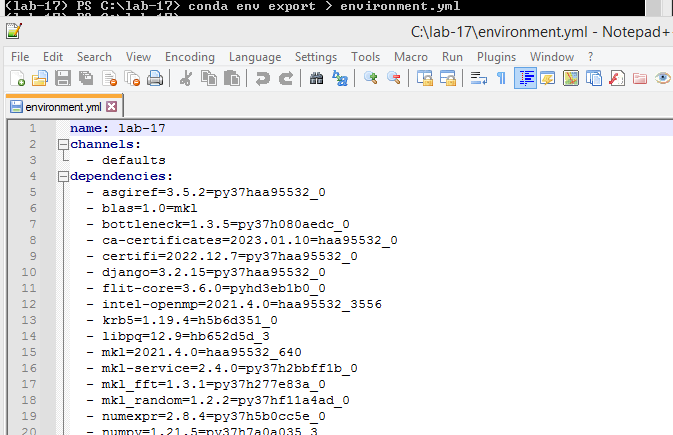 (lab-17) PS C:\lab-17> conda env export > environment.yml
C:\lab-17\environment.yml - Notepad+
File Edit Search View Encoding Language Settings Tools Macro Run Plugins Window ?
environment.yml
1 name: lab-17
2 channels:
3 - defaults
4 dependencies:
5 - asgiref=3.5.2=py37haa95532_0
6 - blas=1.0=mkl
7 - bottleneck=1.3.5=py37h080aedc_0
8 - ca-certificates=2023.01.10=haa95532_0
9 - certifi=2022.12.7=py37haa95532_0
10 - django=3.2.15=py37haa95532_0
11 - flit-core=3.6.0=pyhd3eb1b0_0
12 - intel-openmp=2021.4.0=haa95532_3556
13 - krb5=1.19.4=h5b6d351_0
14 - libpq=12.9=hb652d5d_3
15 - mkl=2021.4.0=haa95532_640
16 - mkl-service=2.4.0=py37h2bbff1b_0
17 - mkl_fft=1.3.1=py37h277e83a_0
18 - mkl_random=1.2.2=py37hf11a4ad_0
19 - numexpr=2.8.4=py37h5b0cc5e_0
20 - numpy=1.21.5=py37h7a0a035_3